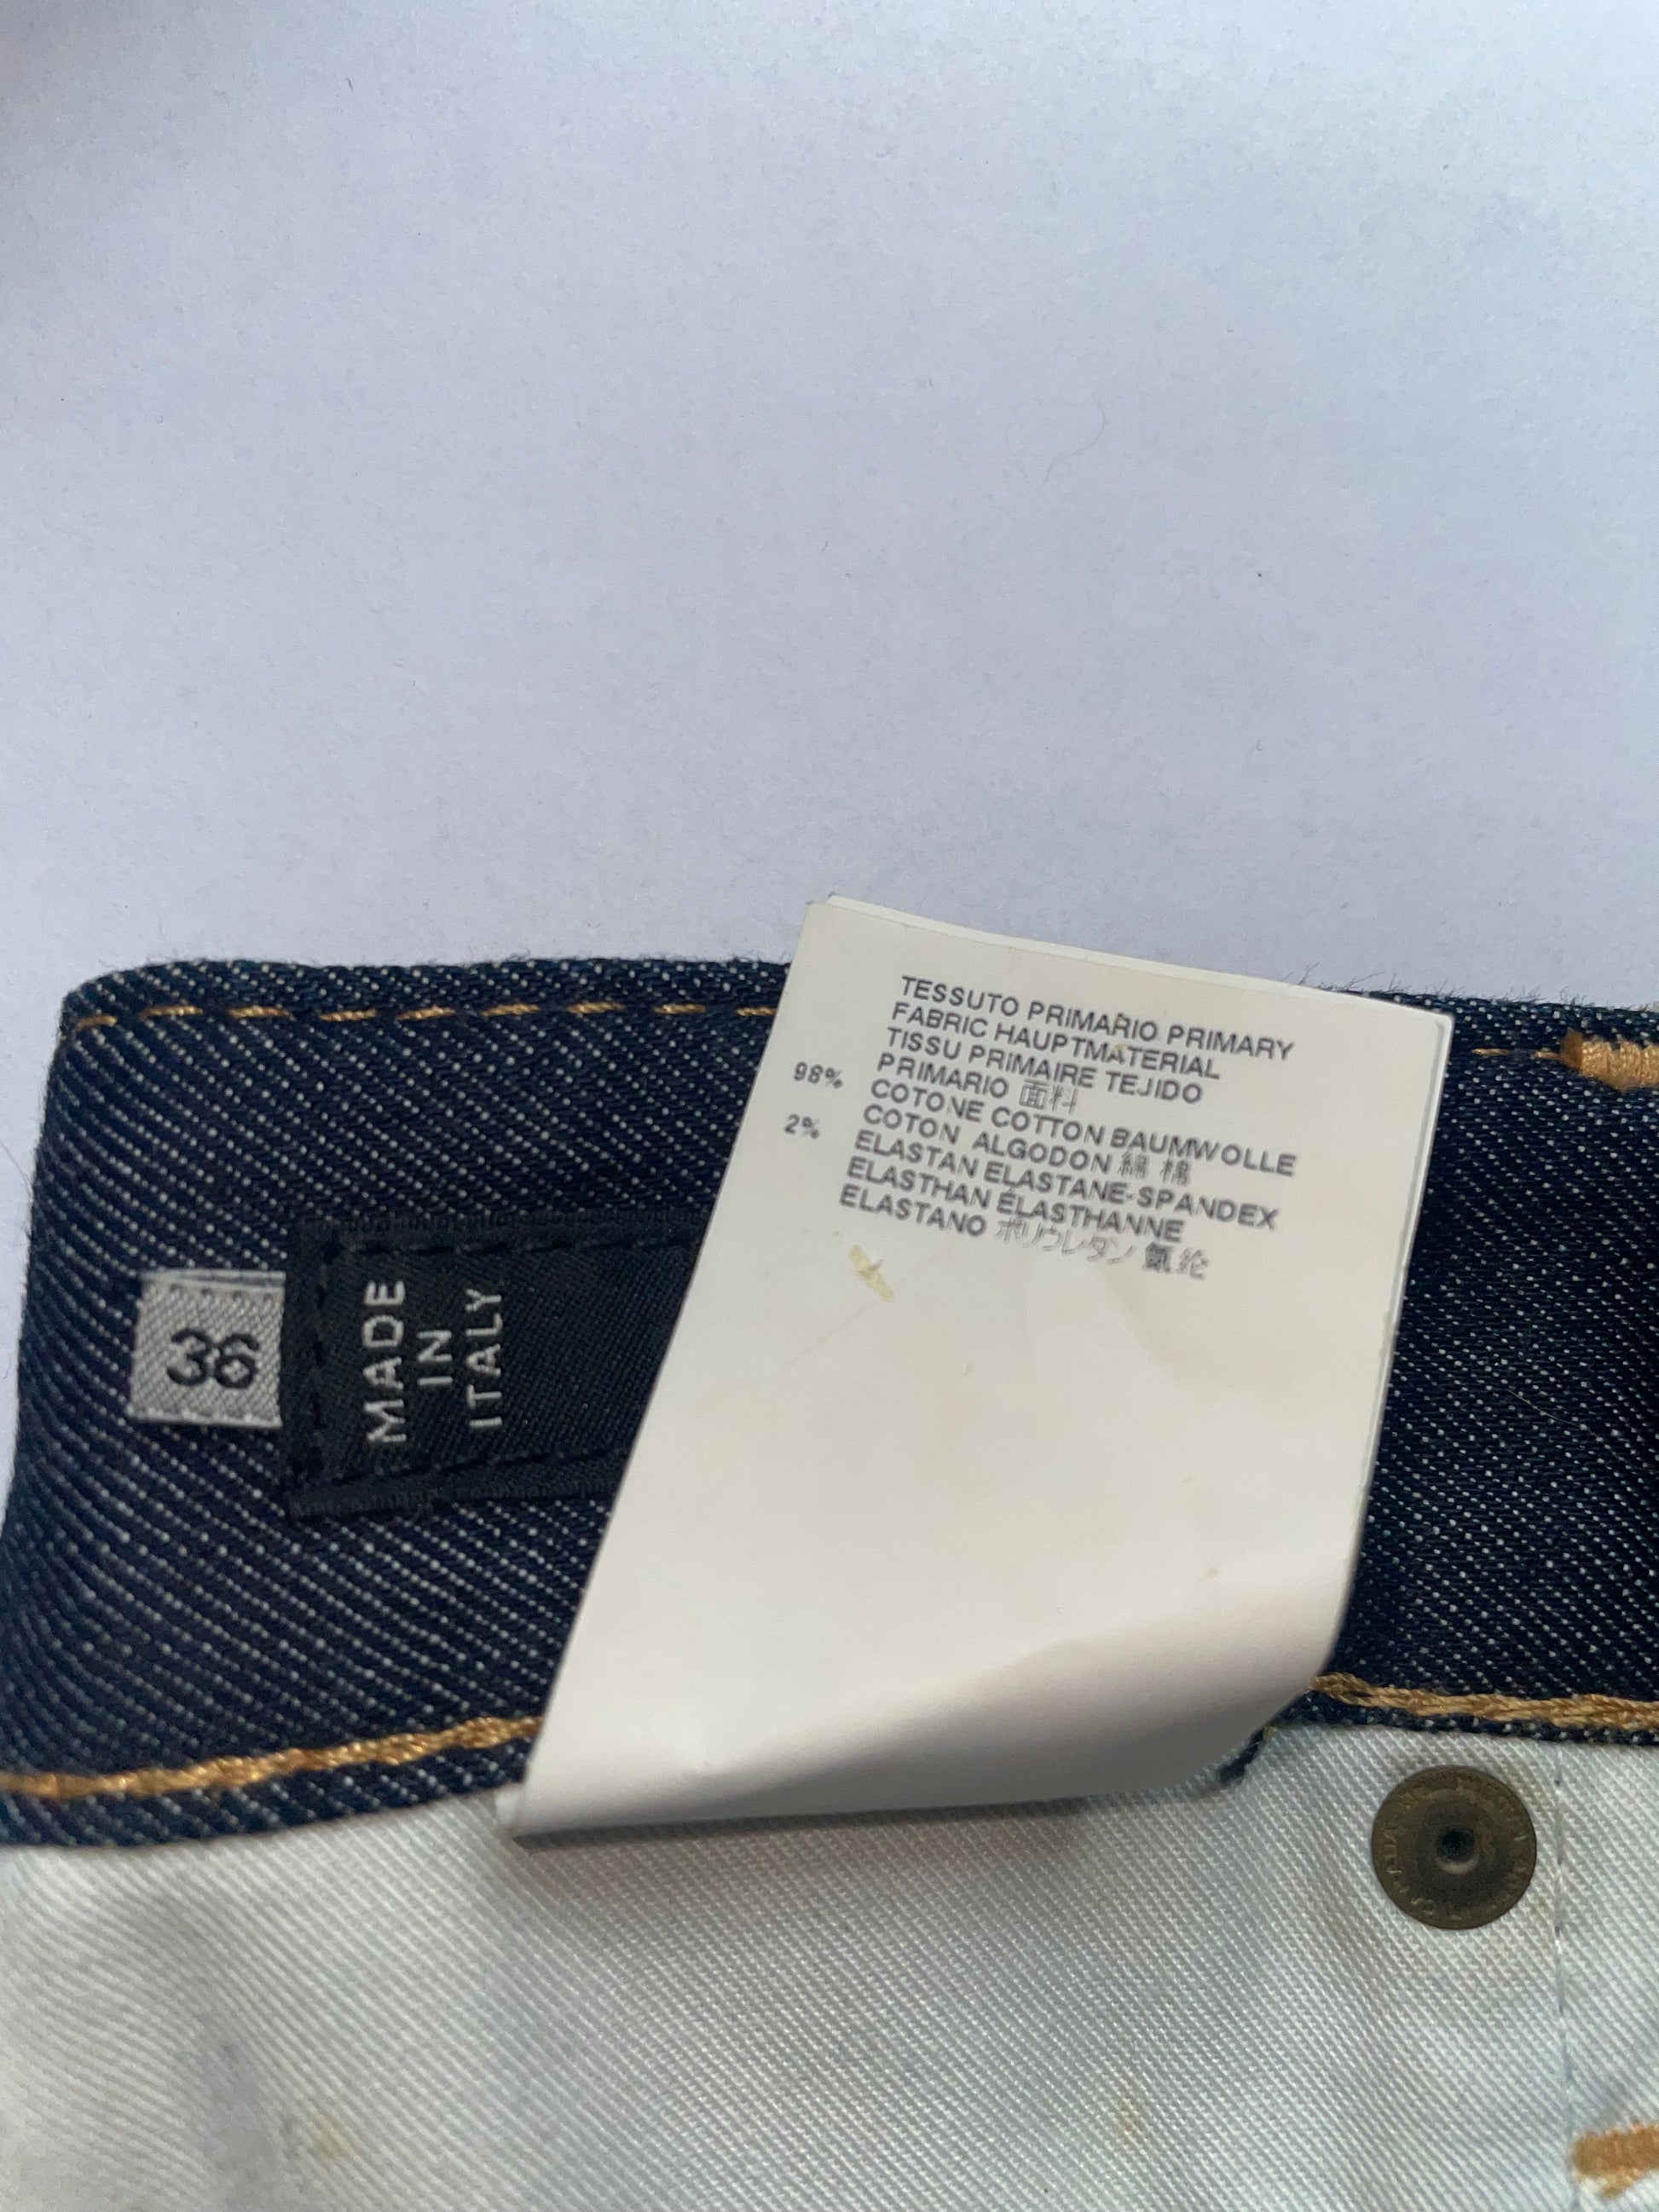 TESSUTO PRIMARIO PRIMARY
FABRIC HAUPTMATERIAL
TISSU PRIMAIRE TEJIDO
PRIMARIO 面料
98% COTONE COTTON BAUMWOLLE
COTON ALGODON 綿 棉
2% ELASTAN ELASTANE-SPANDEX
ELASTHAN ÉLASTHANNE
ELASTANO ポリウレタン 氨纶
36
MADE
IN
ITALY